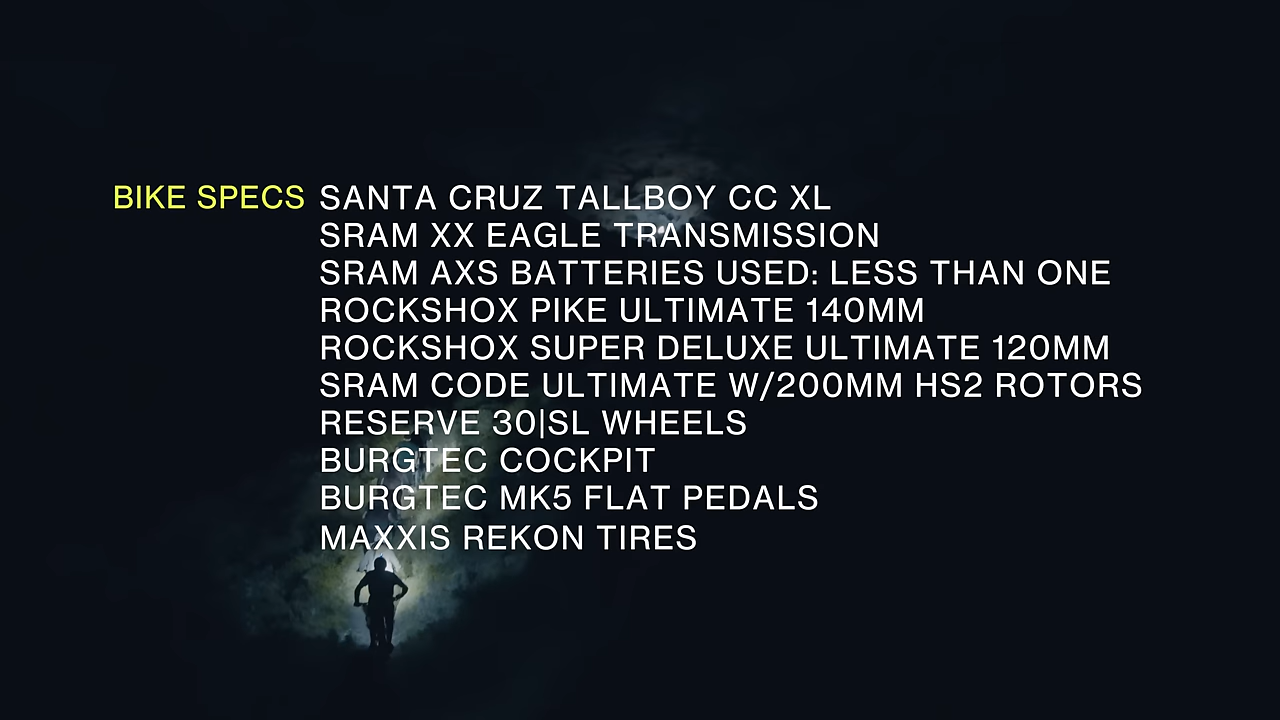 BIKE SPECS SANTA CRUZ TALLBOY CC XL
SRAM XX EAGLE TRANSMISSION
SRAM AXS BATTERIES USED: LESS THAN ONE
ROCKSHOX PIKE ULTIMATE 140MM
ROCKSHOX SUPER DELUXE ULTIMATE 120MM
SRAM CODE ULTIMATE W/200MM HS2 ROTORS
RESERVE 30|SL WHEELS
BURGTEC COCKPIT
BURGTEC MK5 FLAT PEDALS
MAXXIS REKON TIRES